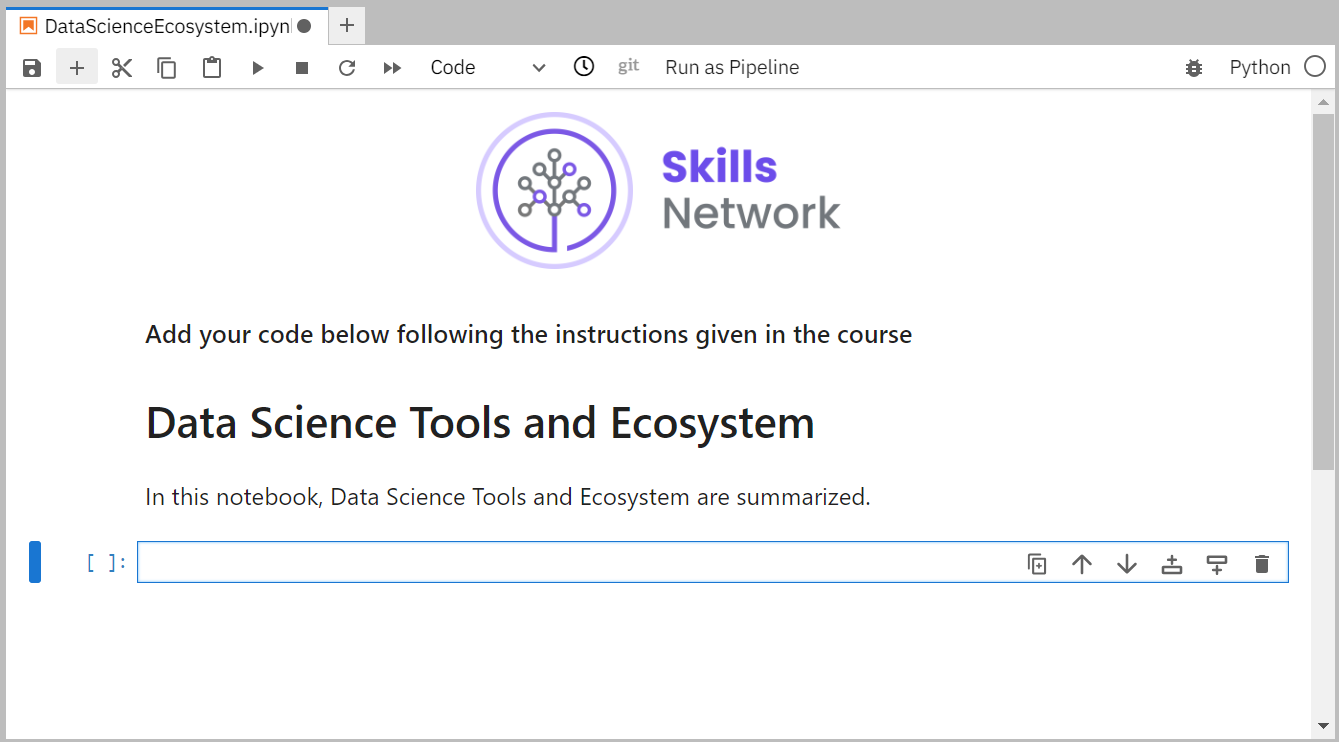 DataScienceEcosystem.ipyn
Code
git
Run as Pipeline
Python
Skills
Network
Add your code below following the instructions given in the course
Data Science Tools and Ecosystem
In this notebook, Data Science Tools and Ecosystem are summarized.
[ ]: